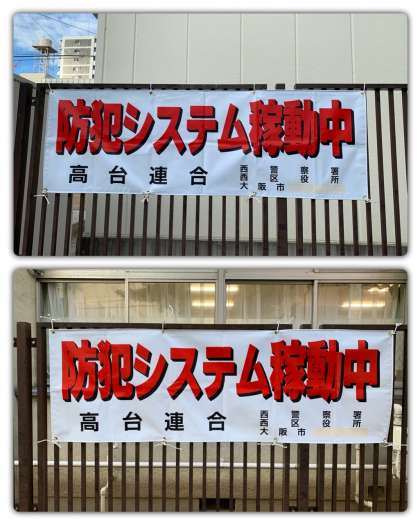 防犯システム稼動中
高台連合
西警察署
西区役所
大阪市
防犯システム稼動中
高台連合
西警察署
西区役所
大阪市